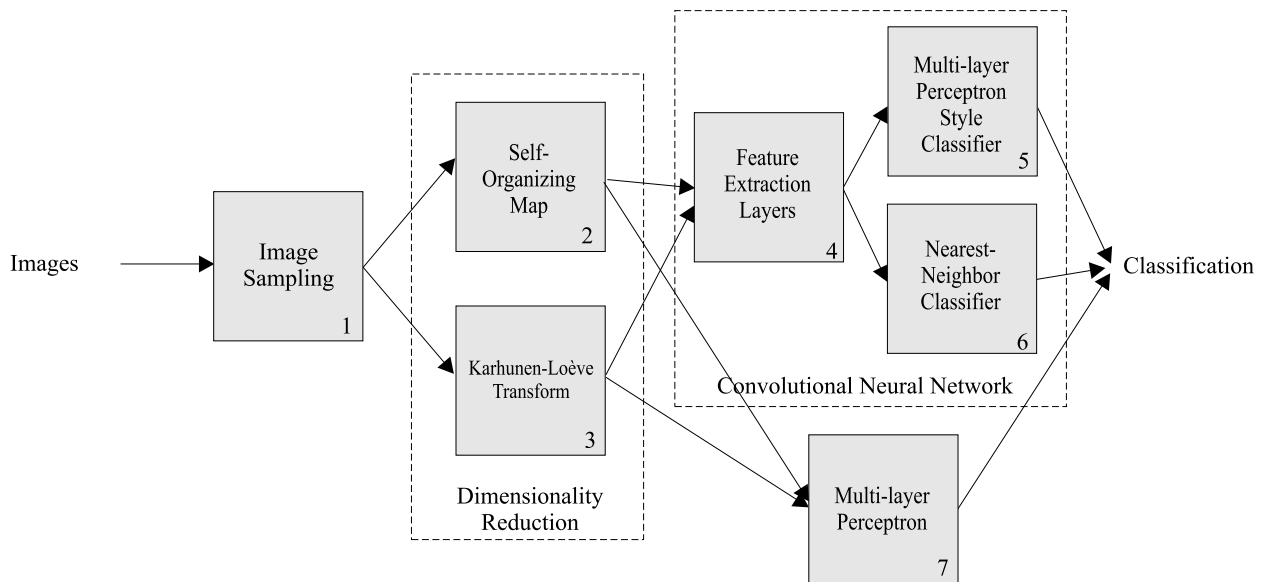 Images
Image
Sampling
1
Self-
Organizing
Map
2
Karhunen-Loève
Transform
3
Dimensionality
Reduction
Feature
Extraction
Layers
4
Multi-layer
Perceptron
Style
Classifier
5
Nearest-
Neighbor
Classifier
6
Convolutional Neural Network
Multi-layer
Perceptron
7
Classification